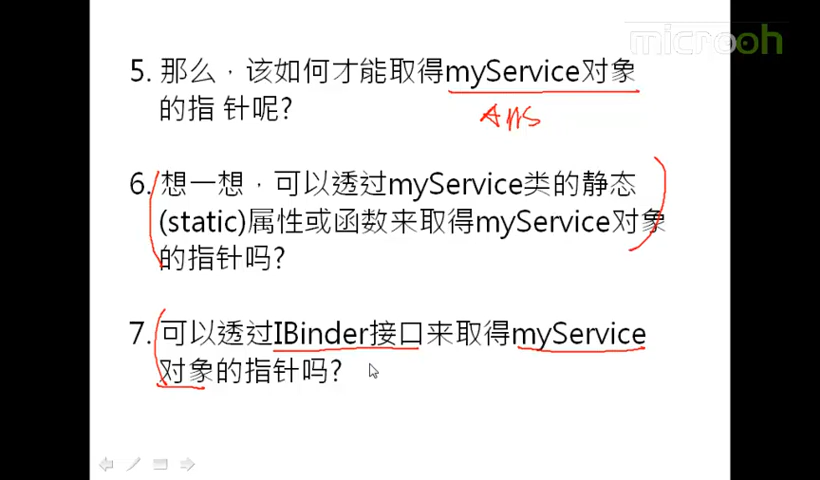 microoh
5. 那么，该如何才能取得myService对象
的指 针呢?
Ans
6. 想一想，可以透过myService类的静态
(static)属性或函数来取得myService对象
的指针吗?
7. 可以透过IBinder接口来取得myService
对象的指针吗?